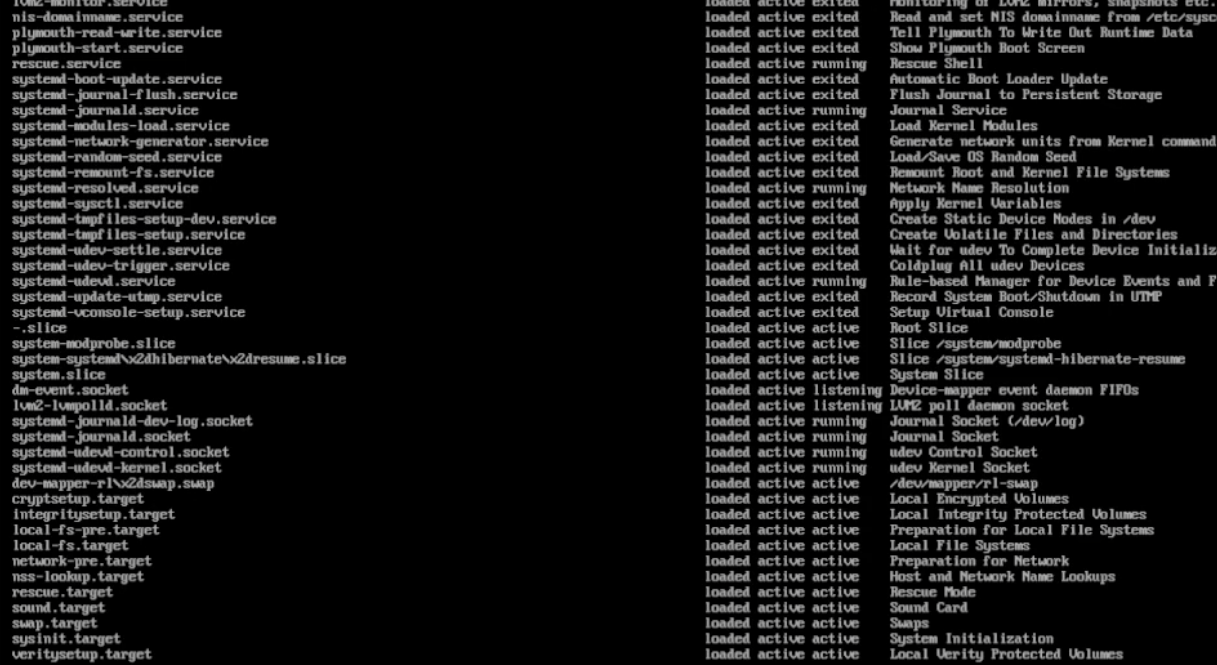 lvm2-monitor.service loaded active exited Monitoring of LVM2 mirrors, snapshots etc.
nis-domainname.service loaded active exited Read and set NIS domainname from /etc/sysc
plymouth-read-write.service loaded active exited Tell Plymouth To Write Out Runtime Data
plymouth-start.service loaded active exited Show Plymouth Boot Screen
rescue.service loaded active running Rescue Shell
systemd-boot-update.service loaded active exited Automatic Boot Loader Update
systemd-journal-flush.service loaded active exited Flush Journal to Persistent Storage
systemd-journald.service loaded active running Journal Service
systemd-modules-load.service loaded active exited Load Kernel Modules
systemd-network-generator.service loaded active exited Generate network units from Kernel command
systemd-random-seed.service loaded active exited Load/Save OS Random Seed
systemd-remount-fs.service loaded active exited Remount Root and Kernel File Systems
systemd-resolved.service loaded active running Network Name Resolution
systemd-sysctl.service loaded active exited Apply Kernel Variables
systemd-tmpfiles-setup-dev.service loaded active exited Create Static Device Nodes in /dev
systemd-tmpfiles-setup.service loaded active exited Create Volatile Files and Directories
systemd-udev-settle.service loaded active exited Wait for udev To Complete Device Initializ
systemd-udev-trigger.service loaded active exited Coldplug All udev Devices
systemd-udevd.service loaded active running Rule-based Manager for Device Events and F
systemd-update-utmp.service loaded active exited Record System Boot/Shutdown in UTMP
systemd-vconsole-setup.service loaded active exited Setup Virtual Console
-.slice loaded active active Root Slice
system-modprobe.slice loaded active active Slice /system/modprobe
system-systemd\x2dhibernate\x2dresume.slice loaded active active Slice /system/systemd-hibernate-resume
system.slice loaded active active System Slice
dm-event.socket loaded active listening Device-mapper event daemon FIFOs
lvm2-lvmpolld.socket loaded active listening LVM2 poll daemon socket
systemd-journald-dev-log.socket loaded active running Journal Socket (/dev/log)
systemd-journald.socket loaded active running Journal Socket
systemd-udevd-control.socket loaded active running udev Control Socket
systemd-udevd-kernel.socket loaded active running udev Kernel Socket
dev-mapper-rl\x2dswap.swap loaded active active /dev/mapper/rl-swap
cryptsetup.target loaded active active Local Encrypted Volumes
integritysetup.target loaded active active Local Integrity Protected Volumes
local-fs-pre.target loaded active active Preparation for Local File Systems
local-fs.target loaded active active Local File Systems
network-pre.target loaded active active Preparation for Network
nss-lookup.target loaded active active Host and Network Name Lookups
rescue.target loaded active active Rescue Mode
sound.target loaded active active Sound Card
swap.target loaded active active Swaps
sysinit.target loaded active active System Initialization
veritysetup.target loaded active active Local Verity Protected Volumes